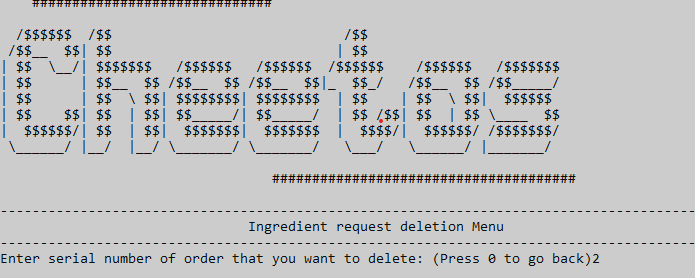 Cheetos
Ingredient request deletion Menu
Enter serial number of order that you want to delete: (Press 0 to go back)2